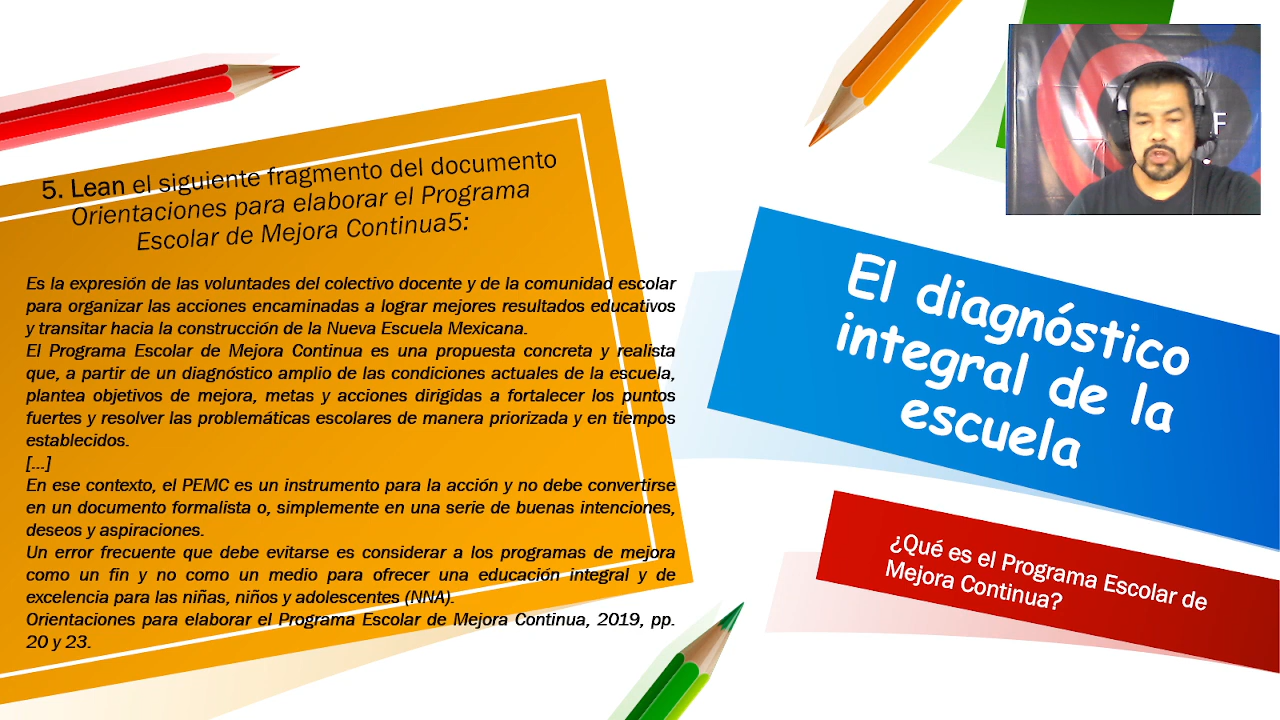 5. Lean el siguiente fragmento del documento
Orientaciones para elaborar el Programa
Escolar de Mejora Continua5:
Es la expresión de las voluntades del colectivo docente y de la comunidad escolar
para organizar las acciones encaminadas a lograr mejores resultados educativos
y transitar hacia la construcción de la Nueva Escuela Mexicana.
El Programa Escolar de Mejora Continua es una propuesta concreta y realista
que, a partir de un diagnóstico amplio de las condiciones actuales de la escuela,
plantea objetivos de mejora, metas y acciones dirigidas a fortalecer los puntos
fuertes y resolver las problemáticas escolares de manera priorizada y en tiempos
establecidos.
[...]
En ese contexto, el PEMC es un instrumento para la acción y no debe convertirse
en un documento formalista o, simplemente en una serie de buenas intenciones,
deseos y aspiraciones.
Un error frecuente que debe evitarse es considerar a los programas de mejora
como un fin y no como un medio para ofrecer una educación integral y de
excelencia para las niñas, niños y adolescentes (NNA).
Orientaciones para elaborar el Programa Escolar de Mejora Continua, 2019, pp.
20 y 23.
El diagnóstico
integral de la
escuela
¿Qué es el Programa Escolar de
Mejora Continua?